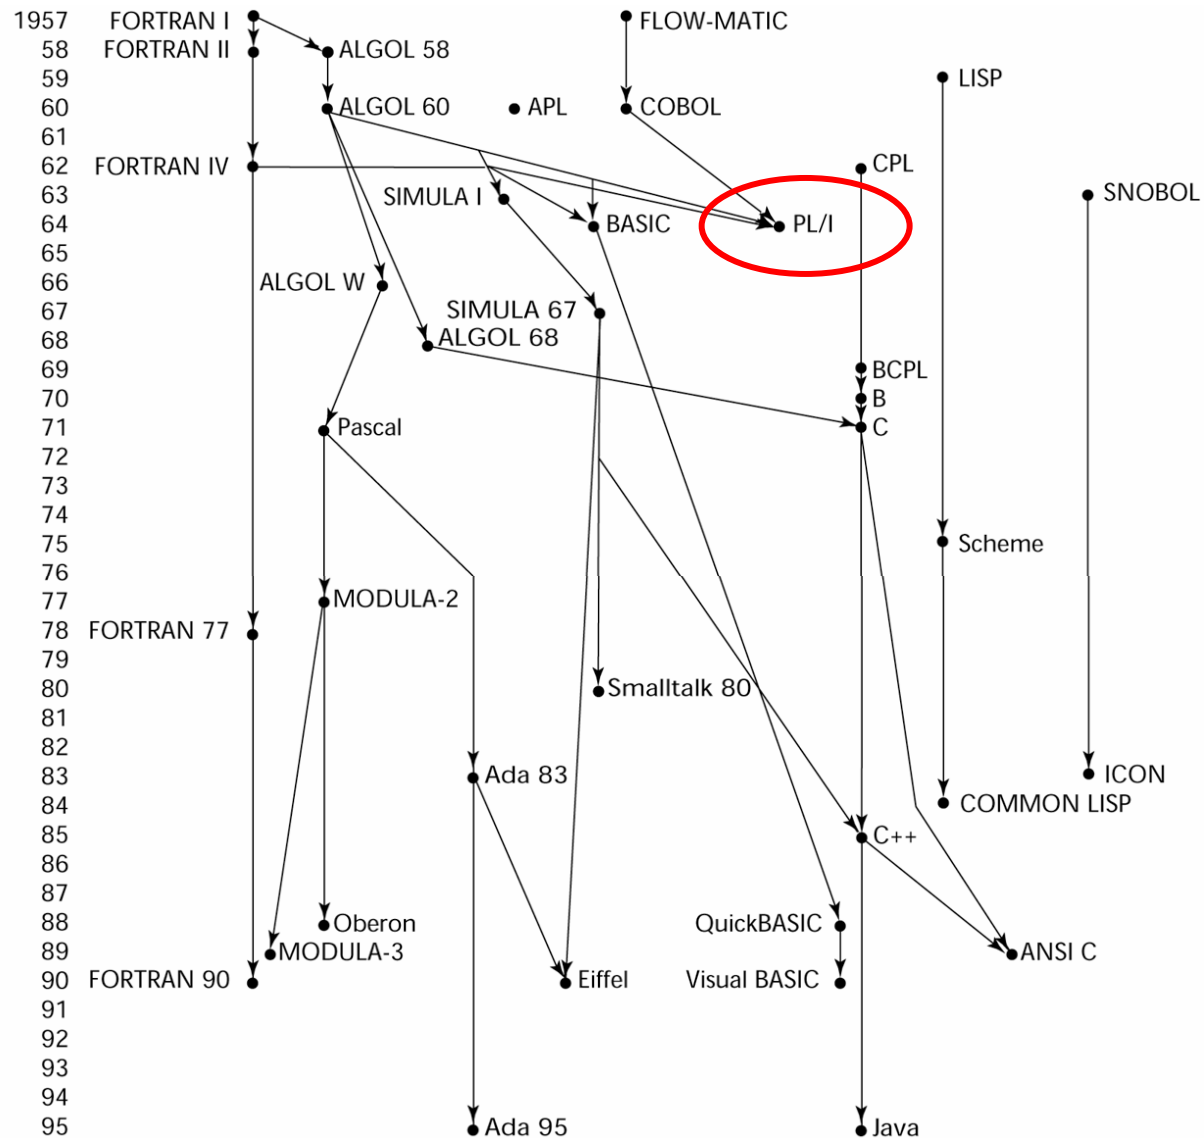 1957 FORTRAN I FLOW-MATIC
58 FORTRAN II ALGOL 58
59 LISP
60 ALGOL 60 APL COBOL
61
62 FORTRAN IV CPL
63 SIMULA I SNOBOL
64 BASIC PL/I
65
66 ALGOL W
67 SIMULA 67
68 ALGOL 68
69 BCPL
70 B
71 Pascal C
72
73
74
75 Scheme
76
77 MODULA-2
78 FORTRAN 77
79
80 Smalltalk 80
81
82
83 Ada 83 ICON
84 COMMON LISP
85 C++
86
87
88 Oberon QuickBASIC
89 MODULA-3 ANSI C
90 FORTRAN 90 Eiffel Visual BASIC
91
92
93
94
95 Ada 95 Java